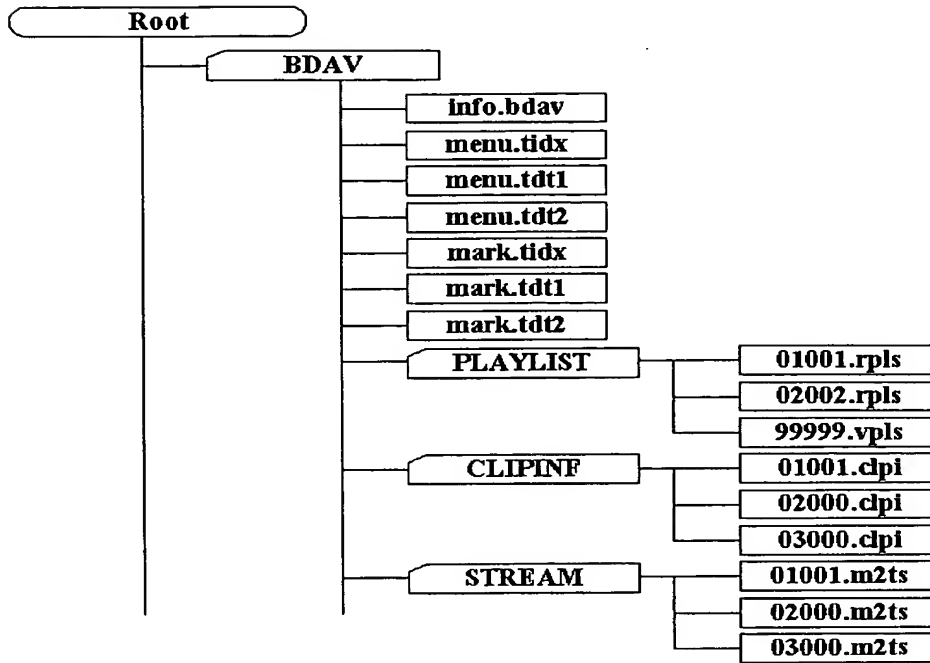 Root
BDAV
info.bdav
menu.tidx
menu.tdt1
menu.tdt2
mark.tidx
mark.tdt1
mark.tdt2
PLAYLIST
01001.rpls
02002.rpls
99999.vpls
CLIPINF
01001.clpi
02000.clpi
03000.clpi
STREAM
01001.m2ts
02000.m2ts
03000.m2ts